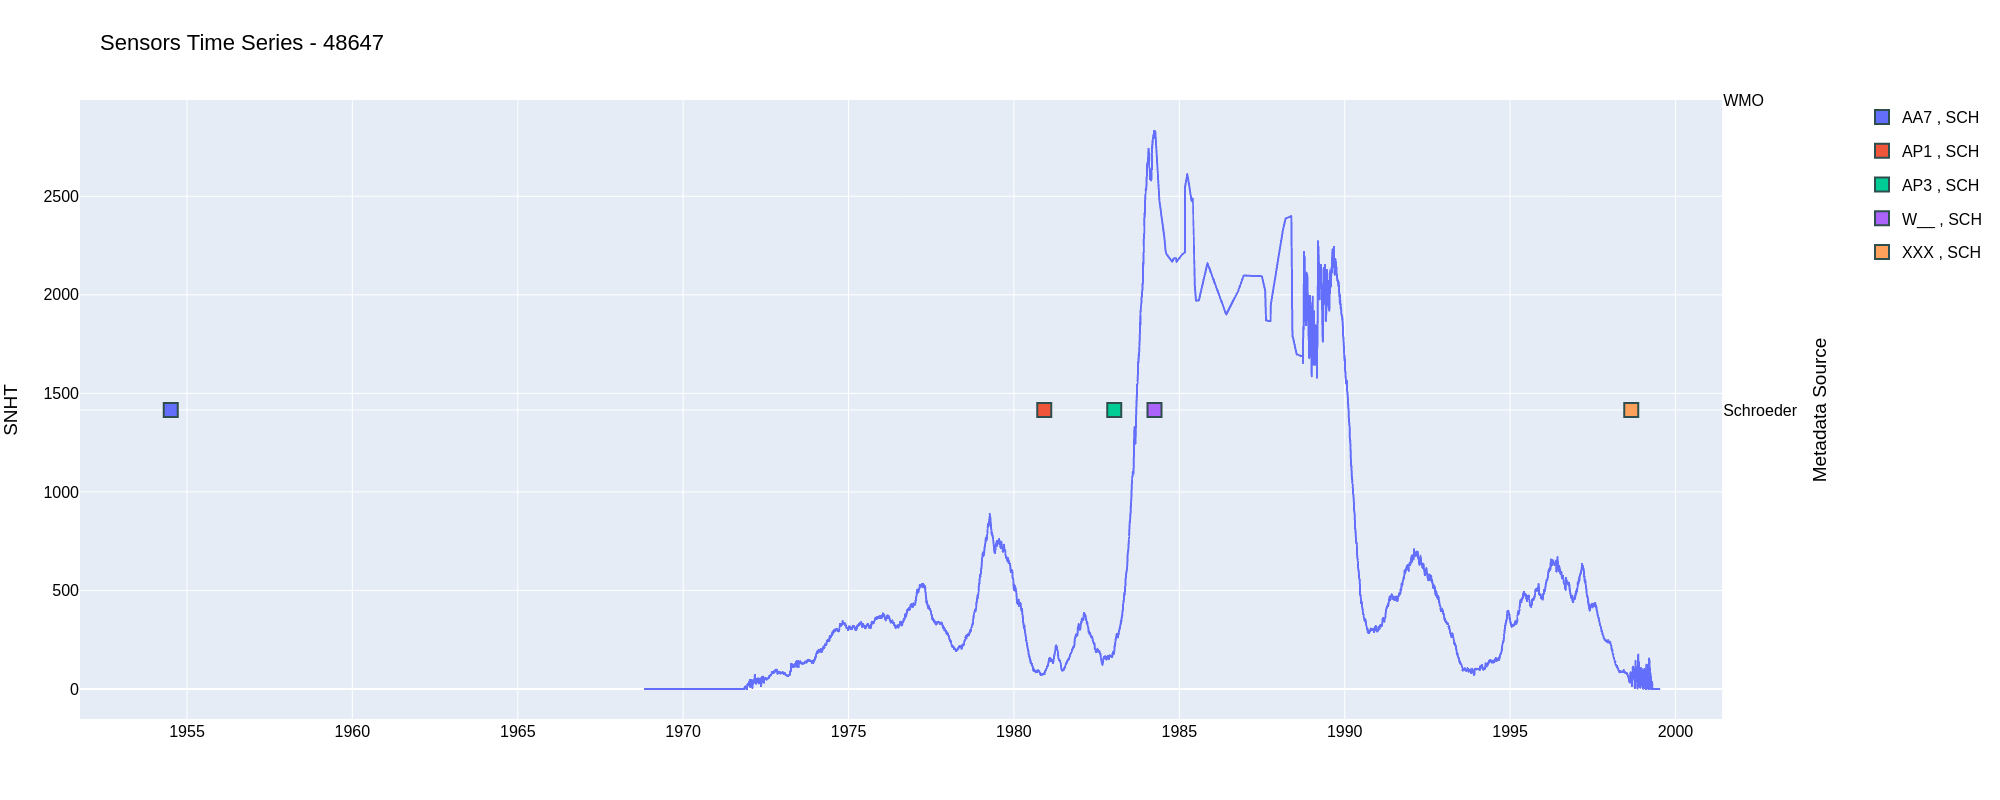 Sensors Time Series - 48647
WMO
AA7 , SCH
AP1 , SCH
AP3 , SCH
W__ , SCH
XXX , SCH
2500
2000
1500
1000
500
0
SNHT
Schroeder
Metadata Source
1955 1960 1965 1970 1975 1980 1985 1990 1995 2000